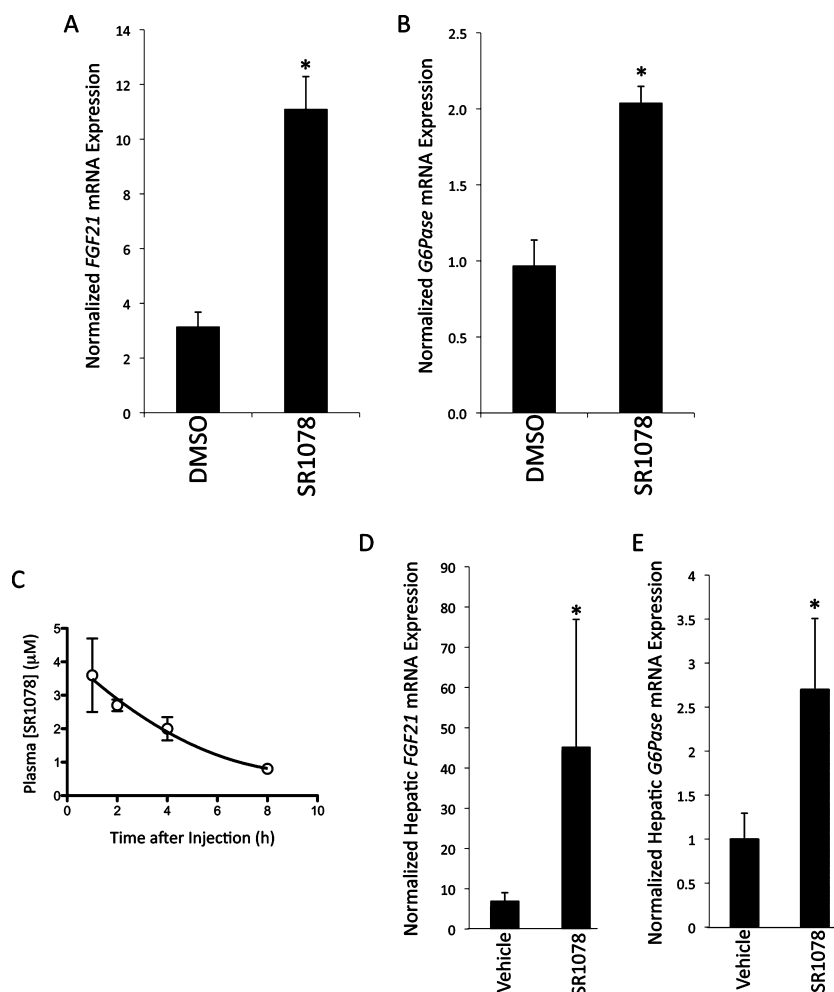 A
Normalized FGF21 mRNA Expression
14
12
10
8
6
4
2
0
*
DMSO
SR1078
B
Normalized G6Pase mRNA Expression
2.5
2.0
1.5
1.0
0.5
0.0
*
DMSO
SR1078
C
Plasma [SR1078] (μM)
5
4
3
2
1
0
0 2 4 6 8 10
Time after Injection (h)
D
Normalized Hepatic FGF21 mRNA Expression
90
80
70
60
50
40
30
20
10
0
*
Vehicle
SR1078
E
Normalized Hepatic G6Pase mRNA Expression
4
3.5
3
2.5
2
1.5
1
0.5
0
*
Vehicle
SR1078